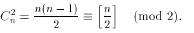 C_n^2 = \frac{n(n-1)}{2} \equiv \left[\frac{n}{2}\right] \pmod{2}.